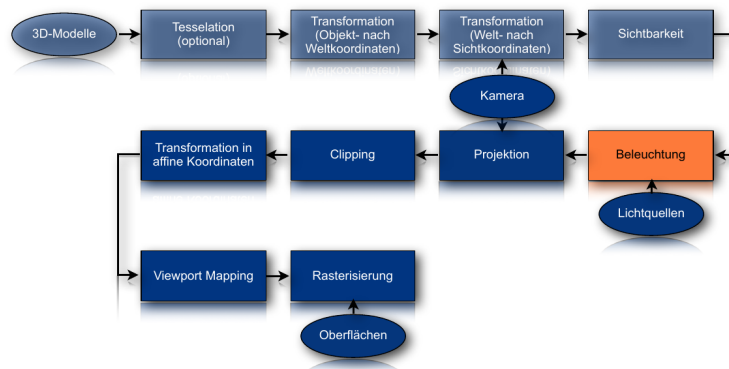 3D-Modelle
Tesselation
(optional)
Transformation
(Objekt- nach
Weltkoordinaten)
Transformation
(Welt- nach
Sichtkoordinaten)
Sichtbarkeit
Kamera
Transformation in
affine Koordinaten
Clipping
Projektion
Beleuchtung
Lichtquellen
Viewport Mapping
Rasterisierung
Oberflächen